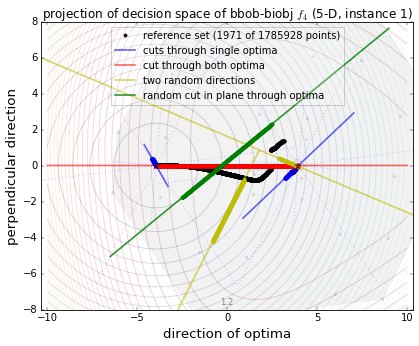 projection of decision space of bbob-biobj f₄ (5-D, instance 1)
reference set (1971 of 1785928 points)
cuts through single optima
cut through both optima
two random directions
random cut in plane through optima
8
6
4
2
0
−2
−4
−6
−8
perpendicular direction
1.2
−10 −5 0 5 10
direction of optima